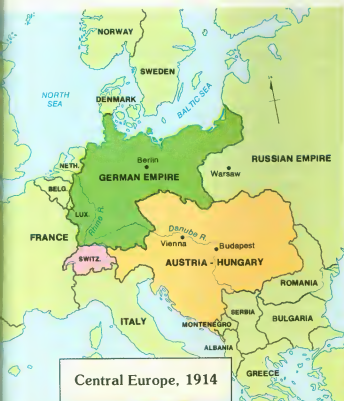 NORWAY
SWEDEN
NORTH
SEA
DENMARK
BALTIC SEA
RUSSIAN EMPIRE
NETH.
Berlin
GERMAN EMPIRE
Warsaw
BELG.
LUX.
Rhine R.
FRANCE
Danube R.
Vienna
Budapest
SWITZ.
AUSTRIA - HUNGARY
ROMANIA
ITALY
SERBIA
BULGARIA
MONTENEGRO
ALBANIA
GREECE
Central Europe, 1914